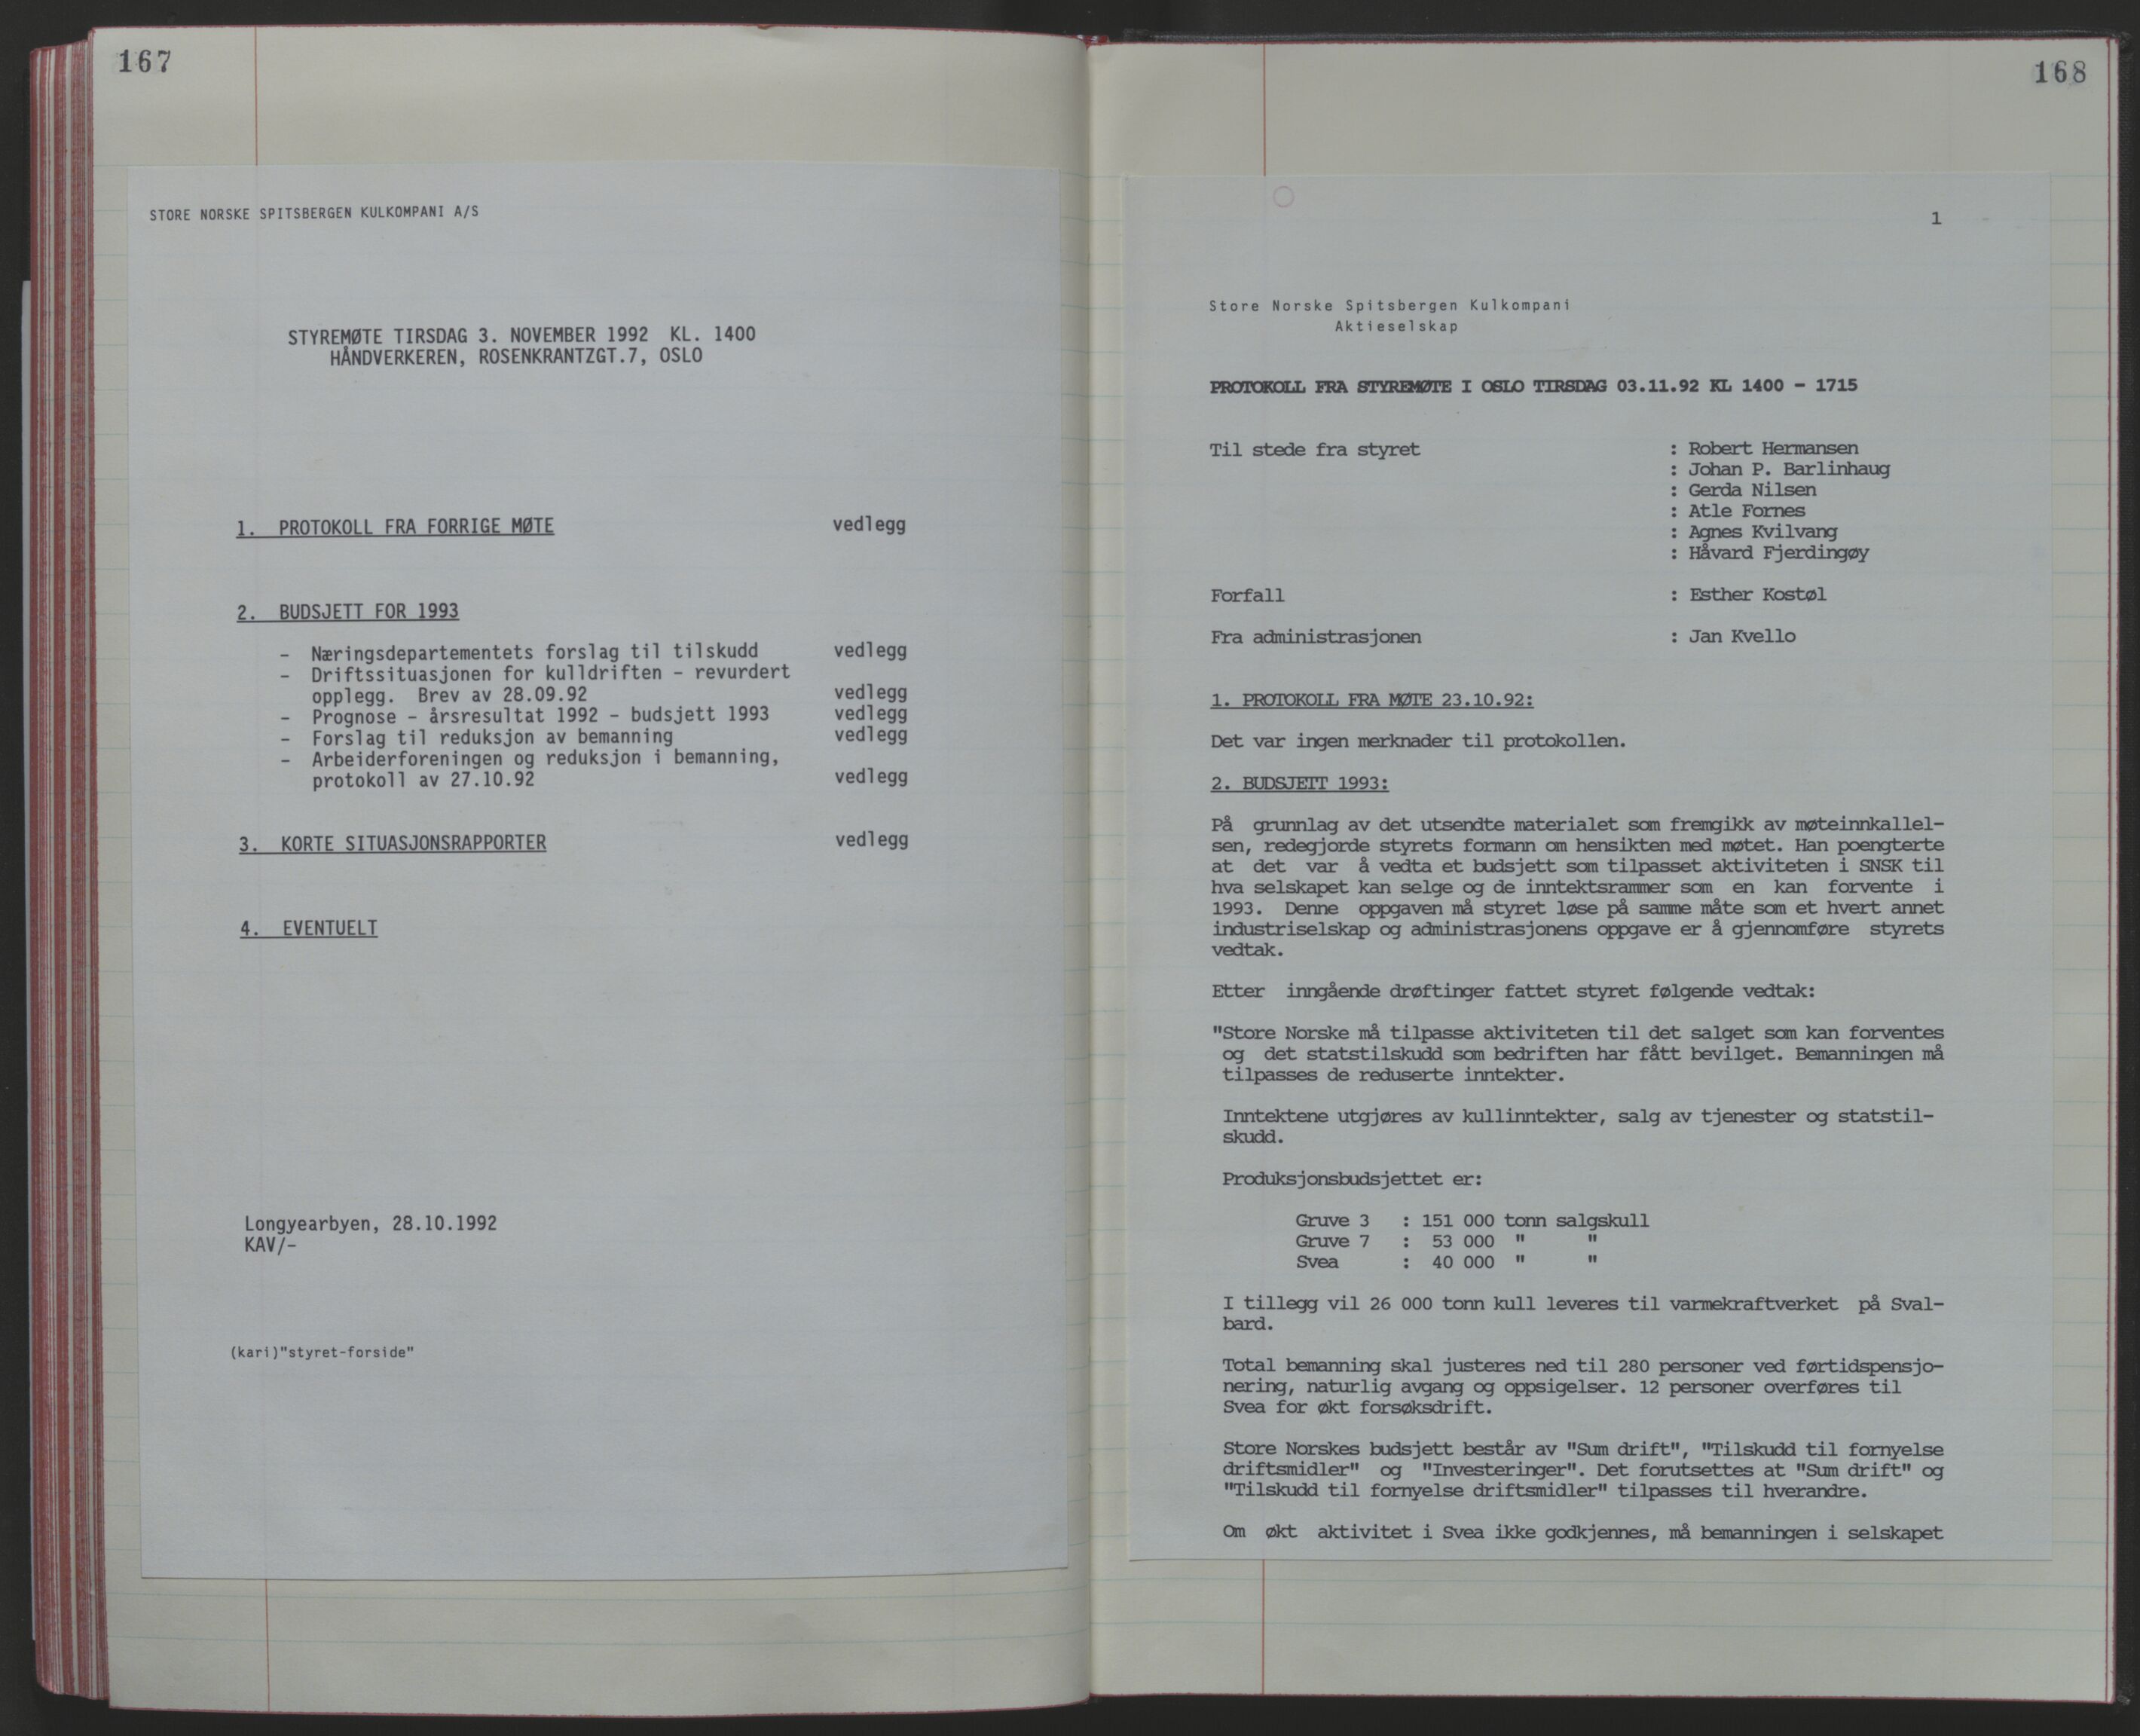 167
STORE NORSKE SPITSBERGEN KULKOMPANI A/S
STYREMØTE TIRSDAG 3. NOVEMBER 1992 KL. 1400
HÅNDVERKEREN, ROSENKRANTZGT.7, OSLO
1. PROTOKOLL FRA FORRIGE MØTE vedlegg
2. BUDSJETT FOR 1993
- Næringsdepartementets forslag til tilskudd vedlegg
- Driftssituasjonen for kulldriften - revurdert
opplegg. Brev av 28.09.92 vedlegg
- Prognose - årsresultat 1992 - budsjett 1993 vedlegg
- Forslag til reduksjon av bemanning vedlegg
- Arbeiderforeningen og reduksjon i bemanning,
protokoll av 27.10.92 vedlegg
3. KORTE SITUASJONSRAPPORTER vedlegg
4. EVENTUELT
Longyearbyen, 28.10.1992
KAV/-
(kari)"styret-forside"
168
1
Store Norske Spitsbergen Kulkompani
Aktieselskap
PROTOKOLL FRA STYREMØTE I OSLO TIRSDAG 03.11.92 KL 1400 - 1715
Til stede fra styret : Robert Hermansen
: Johan P. Barlinhaug
: Gerda Nilsen
: Atle Fornes
: Agnes Kvilvang
: Håvard Fjerdingøy
Forfall : Esther Kostøl
Fra administrasjonen : Jan Kvello
1. PROTOKOLL FRA MØTE 23.10.92:
Det var ingen merknader til protokollen.
2. BUDSJETT 1993:
På grunnlag av det utsendte materialet som fremgikk av møteinnkallel-
sen, redegjorde styrets formann om hensikten med møtet. Han poengterte
at det var å vedta et budsjett som tilpasset aktiviteten i SNSK til
hva selskapet kan selge og de inntektsrammer som en kan forvente i
1993. Denne oppgaven må styret løse på samme måte som et hvert annet
industriselskap og administrasjonens oppgave er å gjennomføre styrets
vedtak.
Etter inngående drøftinger fattet styret følgende vedtak:
"Store Norske må tilpasse aktiviteten til det salget som kan forventes
og det statstilskudd som bedriften har fått bevilget. Bemanningen må
tilpasses de reduserte inntekter.
Inntektene utgjøres av kullinntekter, salg av tjenester og statstil-
skudd.
Produksjonsbudsjettet er:
Gruve 3 : 151 000 tonn salgskull
Gruve 7 : 53 000 " "
Svea : 40 000 " "
I tillegg vil 26 000 tonn kull leveres til varmekraftverket på Sval-
bard.
Total bemanning skal justeres ned til 280 personer ved førtidspensjo-
nering, naturlig avgang og oppsigelser. 12 personer overføres til
Svea for økt forsøksdrift.
Store Norskes budsjett består av "Sum drift", "Tilskudd til fornyelse
driftsmidler" og "Investeringer". Det forutsettes at "Sum drift" og
"Tilskudd til fornyelse driftsmidler" tilpasses til hverandre.
Om økt aktivitet i Svea ikke godkjennes, må bemanningen i selskapet